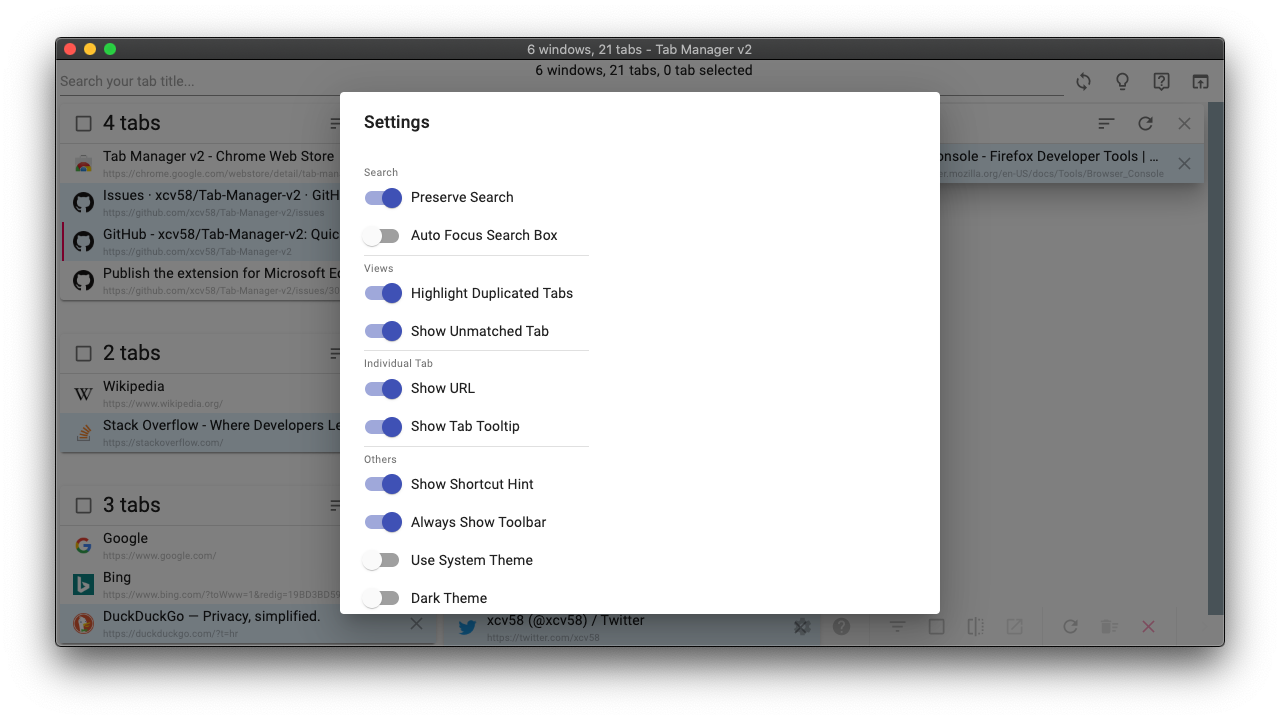 6 windows, 21 tabs - Tab Manager v2
6 windows, 21 tabs, 0 tab selected
Search your tab title...
4 tabs
Tab Manager v2 - Chrome Web Store
https://chrome.google.com/webstore/detail/tab-man
Issues · xcv58/Tab-Manager-v2 · GitH
https://github.com/xcv58/Tab-Manager-v2/issues
GitHub - xcv58/Tab-Manager-v2: Quic
https://github.com/xcv58/Tab-Manager-v2
Publish the extension for Microsoft Ed
https://github.com/xcv58/Tab-Manager-v2/issues/30
2 tabs
Wikipedia
https://www.wikipedia.org/
Stack Overflow - Where Developers Le
https://stackoverflow.com/
3 tabs
Google
https://www.google.com/
Bing
https://www.bing.com/?toWww=1&redig=19BD3BD59
DuckDuckGo — Privacy, simplified.
https://duckduckgo.com/?t=hr
Settings
Search
Preserve Search
Auto Focus Search Box
Views
Highlight Duplicated Tabs
Show Unmatched Tab
Individual Tab
Show URL
Show Tab Tooltip
Others
Show Shortcut Hint
Always Show Toolbar
Use System Theme
Dark Theme
onsole - Firefox Developer Tools | ...
er.mozilla.org/en-US/docs/Tools/Browser_Console
xcv58 (@xcv58) / Twitter
https://twitter.com/xcv58